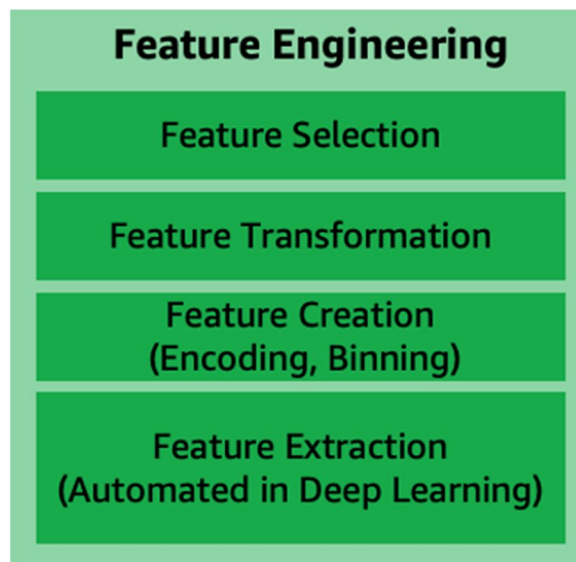 Feature Engineering
Feature Selection
Feature Transformation
Feature Creation
(Encoding, Binning)
Feature Extraction
(Automated in Deep Learning)